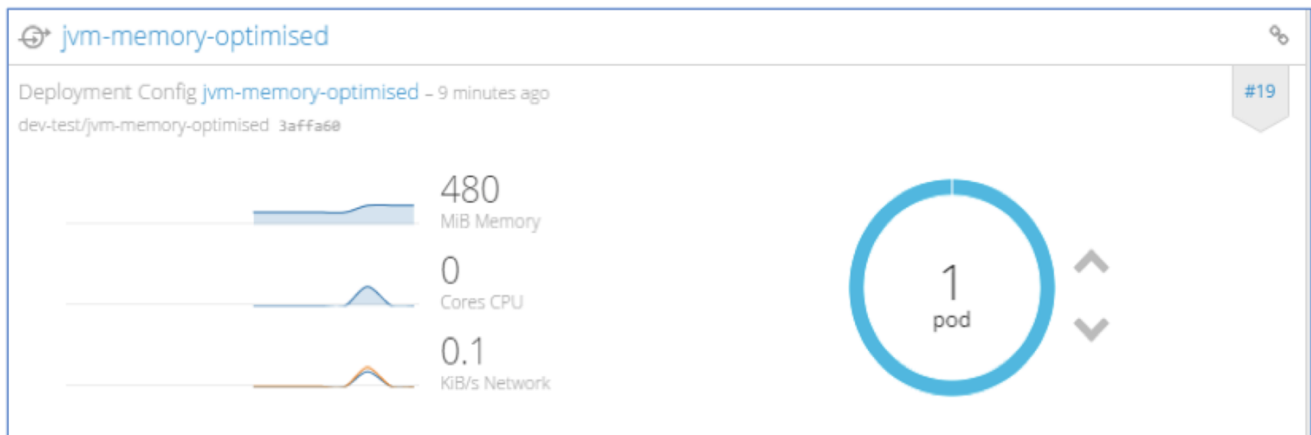 jvm-memory-optimised
Deployment Config jvm-memory-optimised – 9 minutes ago
#19
dev-test/jvm-memory-optimised 3affa60
480
MiB Memory
0
Cores CPU
0.1
KiB/s Network
1
pod